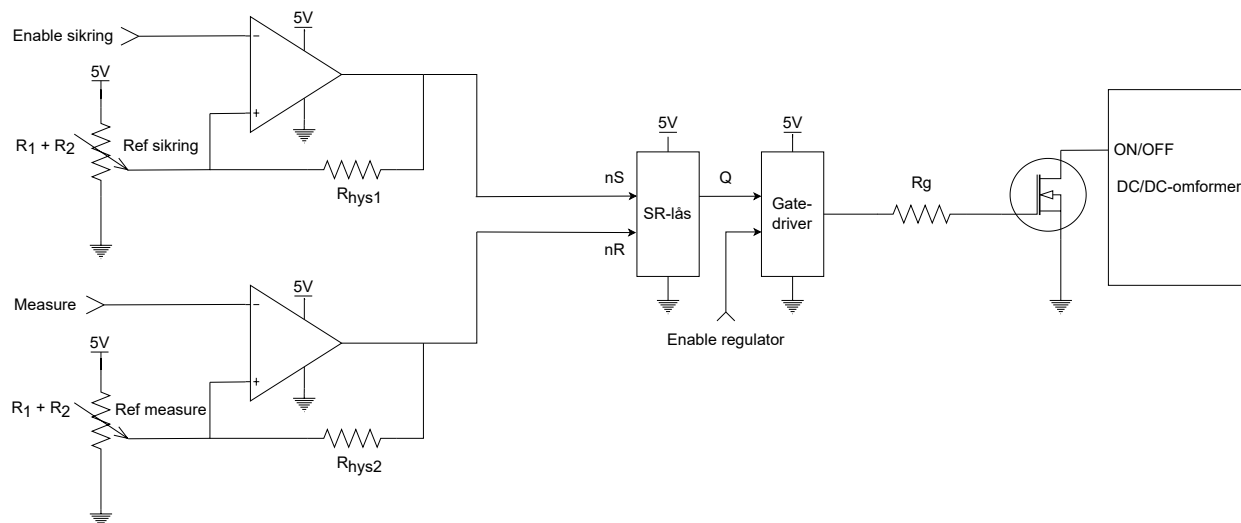 5V
Enable sikring
−
5V
+
R1 + R2
Ref sikring
Rhys1
5V
5V
nS
Q
Rg
ON/OFF
DC/DC-omformer
SR-lås
Gate-
driver
nR
5V
Measure
−
Enable regulator
5V
+
R1 + R2
Ref measure
Rhys2